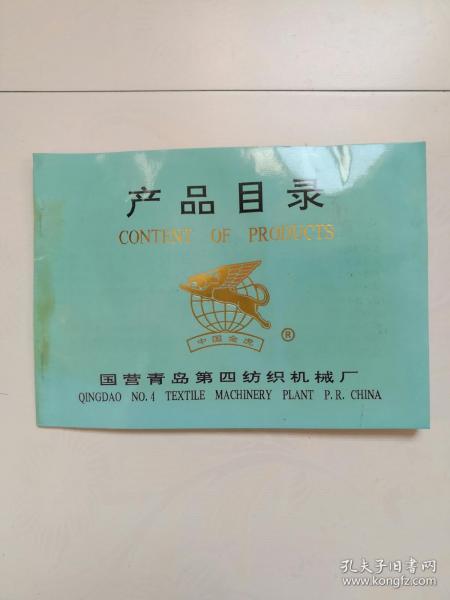 产品目录
CONTENT OF PRODUCTS
中国金虎
®
国营青岛第四纺织机械厂
QINGDAO NO.4 TEXTILE MACHINERY PLANT P.R. CHINA
孔夫子旧书网
www.kongfz.com